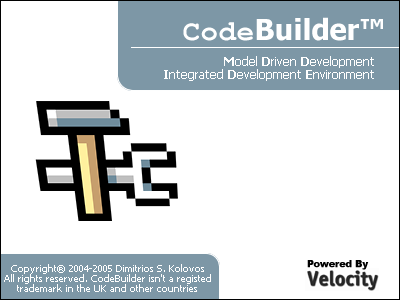 CodeBuilder™
Model Driven Development
Integrated Development Environment
Copyright© 2004-2005 Dimitrios S. Kolovos
All rights reserved. CodeBuilder isn't a registed
trademark in the UK and other countries
Powered By
Velocity